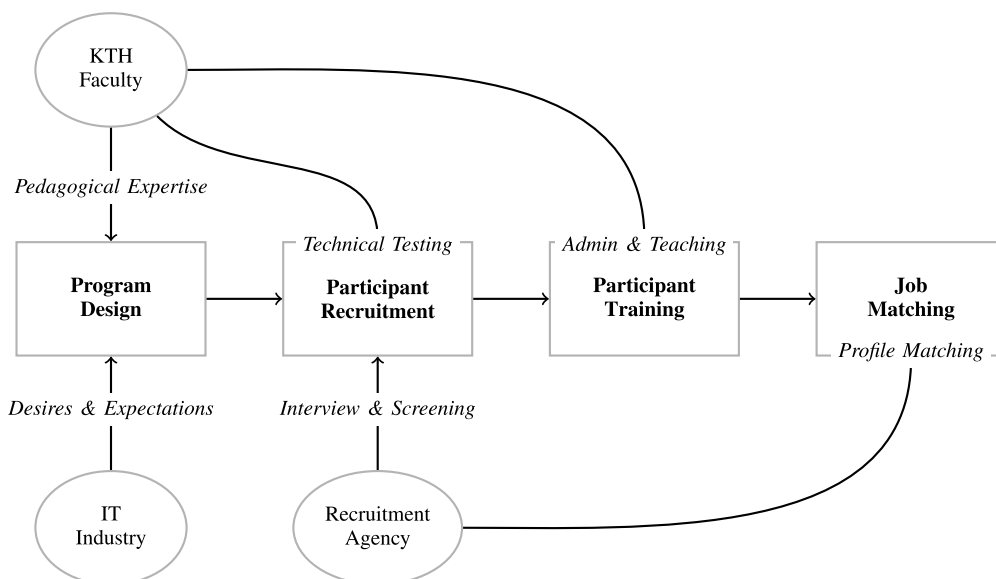 KTH
Faculty
Pedagogical Expertise
Technical Testing
Admin & Teaching
Program
Design
Participant
Recruitment
Participant
Training
Job
Matching
Profile Matching
Desires & Expectations
Interview & Screening
IT
Industry
Recruitment
Agency